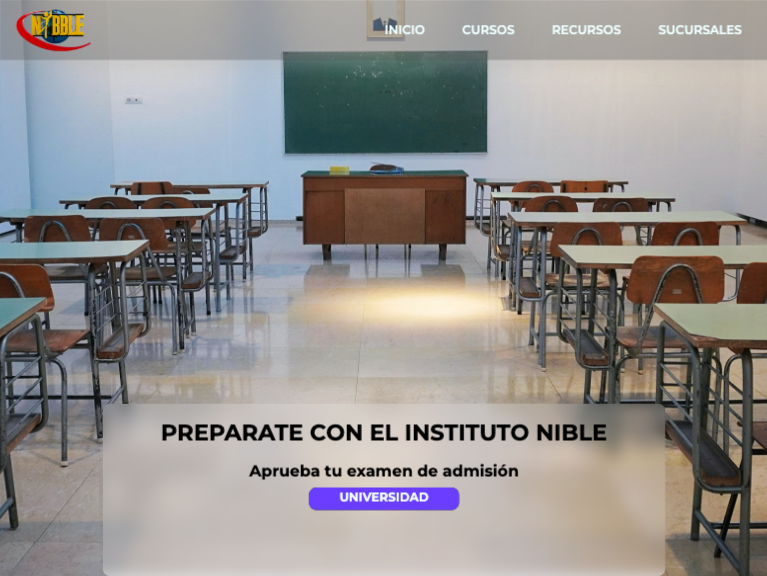 NIBBLE
INICIO CURSOS RECURSOS SUCURSALES
PREPARATE CON EL INSTITUTO NIBLE
Aprueba tu examen de admisión
UNIVERSIDAD